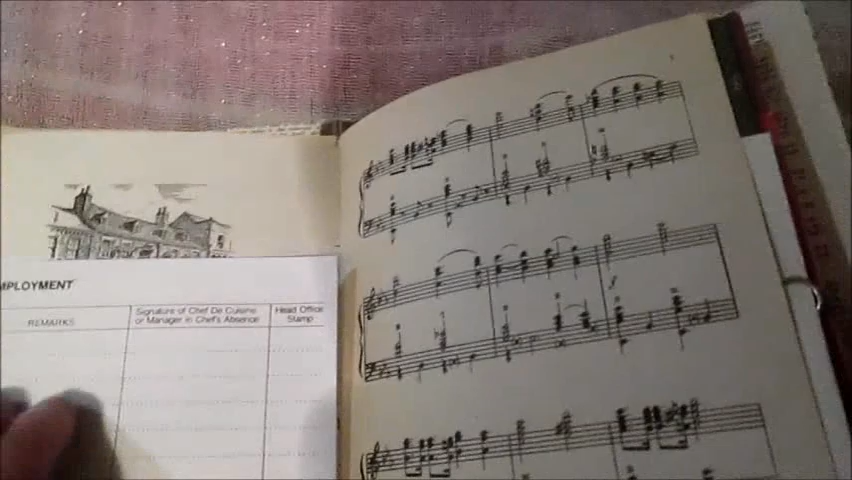 MPLOYMENT
REMARKS
Signature of Chef De Cuisine
or Manager in Chef's Absence
Head Office
Stamp